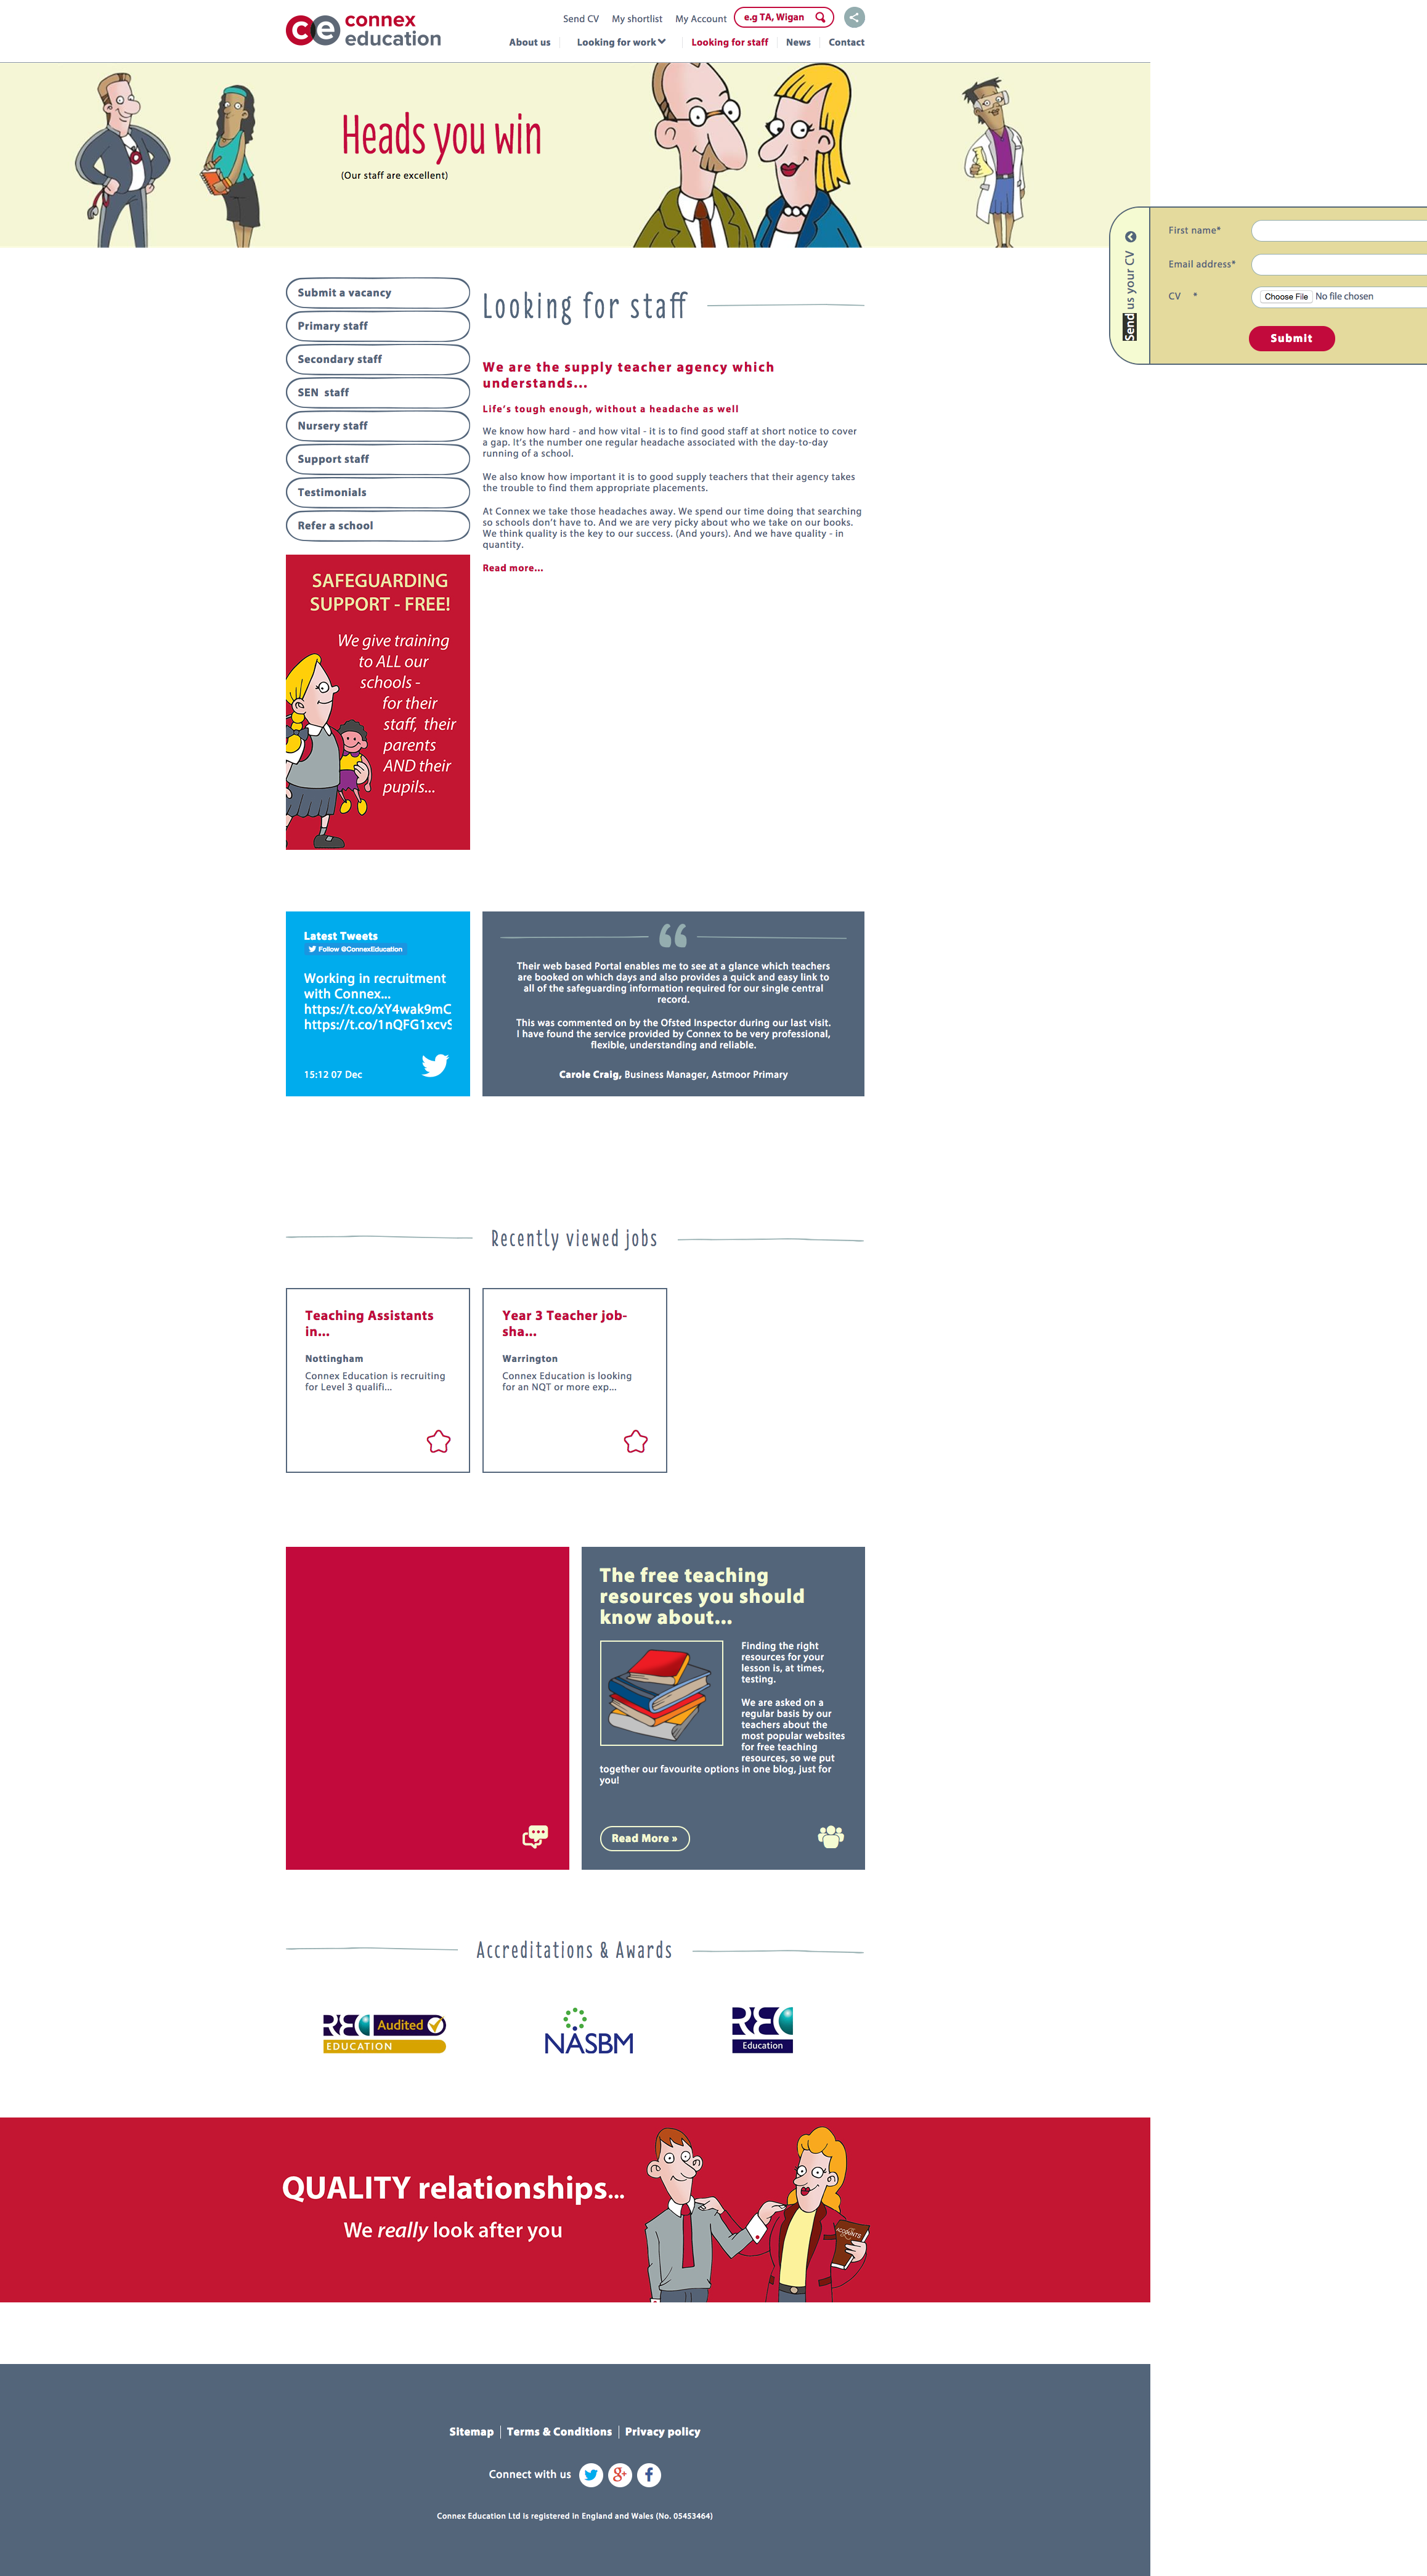 ce connex
education
Send CV My shortlist My Account e.g TA, Wigan
About us Looking for work Looking for staff News Contact
Heads you win
(Our staff are excellent)
First name*
Email address*
CV *
Choose File No file chosen
Submit
Send us your CV
Submit a vacancy
Primary staff
Secondary staff
SEN staff
Nursery staff
Support staff
Testimonials
Refer a school
Looking for staff
We are the supply teacher agency which
understands...
Life's tough enough, without a headache as well
We know how hard - and how vital - it is to find good staff at short notice to cover
a gap. It's the number one regular headache associated with the day-to-day
running of a school.
We also know how important it is to good supply teachers that their agency takes
the trouble to find them appropriate placements.
At Connex we take those headaches away. We spend our time doing that searching
so schools don't have to. And we are very picky about who we take on our books.
We think quality is the key to our success. (And yours). And we have quality - in
quantity.
Read more...
SAFEGUARDING
SUPPORT - FREE!
We give training
to ALL our
schools -
for their
staff, their
parents
AND their
pupils...
Latest Tweets
Follow @ConnexEducation
Working in recruitment
with Connex...
https://t.co/xY4wak9mC
https://t.co/1nQFG1xcvS
15:12 07 Dec
Their web based Portal enables me to see at a glance which teachers
are booked on which days and also provides a quick and easy link to
all of the safeguarding information required for our single central
record.
This was commented on by the Ofsted Inspector during our last visit.
I have found the service provided by Connex to be very professional,
flexible, understanding and reliable.
Carole Craig, Business Manager, Astmoor Primary
Recently viewed jobs
Teaching Assistants
in...
Nottingham
Connex Education is recruiting
for Level 3 qualifi...
Year 3 Teacher job-
sha...
Warrington
Connex Education is looking
for an NQT or more exp...
The free teaching
resources you should
know about...
Finding the right
resources for your
lesson is, at times,
testing.
We are asked on a
regular basis by our
teachers about the
most popular websites
for free teaching
resources, so we put
together our favourite options in one blog, just for
you!
Read More »
Accreditations & Awards
REC Audited
EDUCATION
NASBM
REC
Education
QUALITY relationships...
We really look after you
ACCOUNTS
Sitemap | Terms & Conditions | Privacy policy
Connect with us
Connex Education Ltd is registered in England and Wales (No. 05453464)